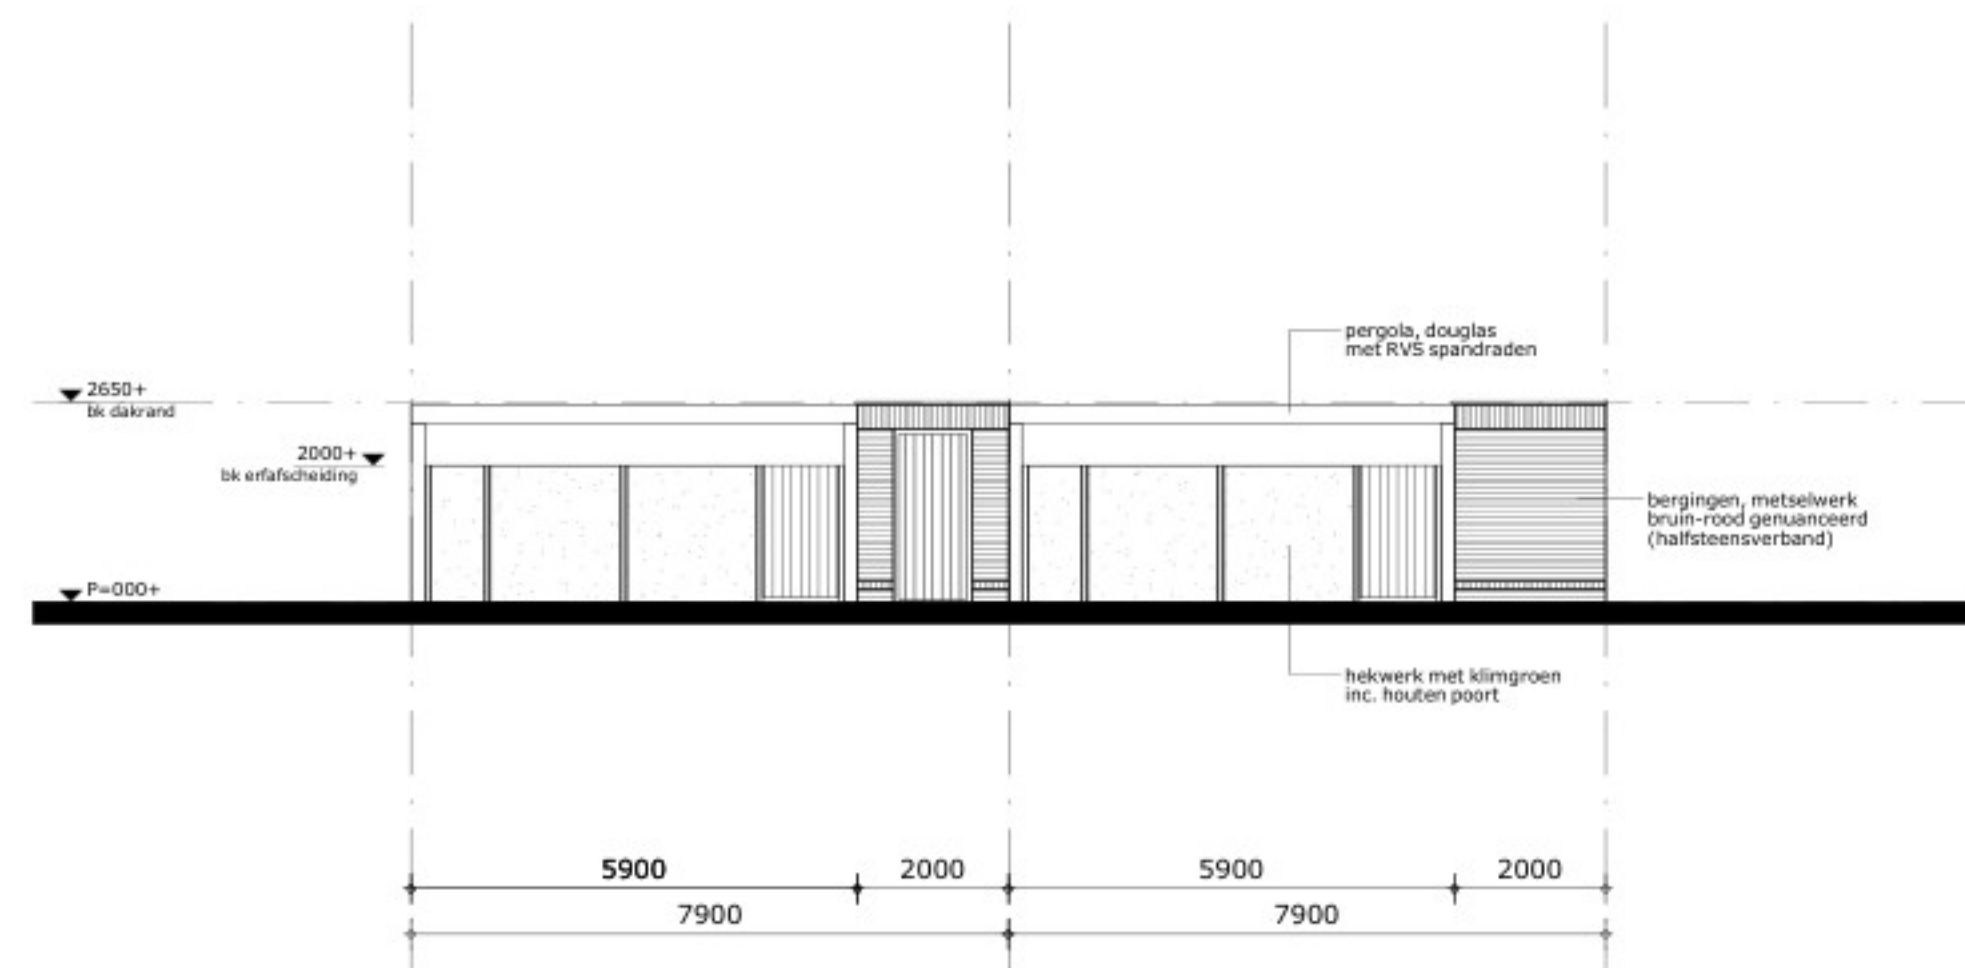 pergola, douglas
met RVS spandraden
2650+
bk dakrand
2000+
bk erfafscheiding
bergingen, metselwerk
bruin-rood genuanceerd
(halfsteensverband)
P=000+
hekwerk met klimgroen
inc. houten poort
5900
2000
5900
2000
7900
7900